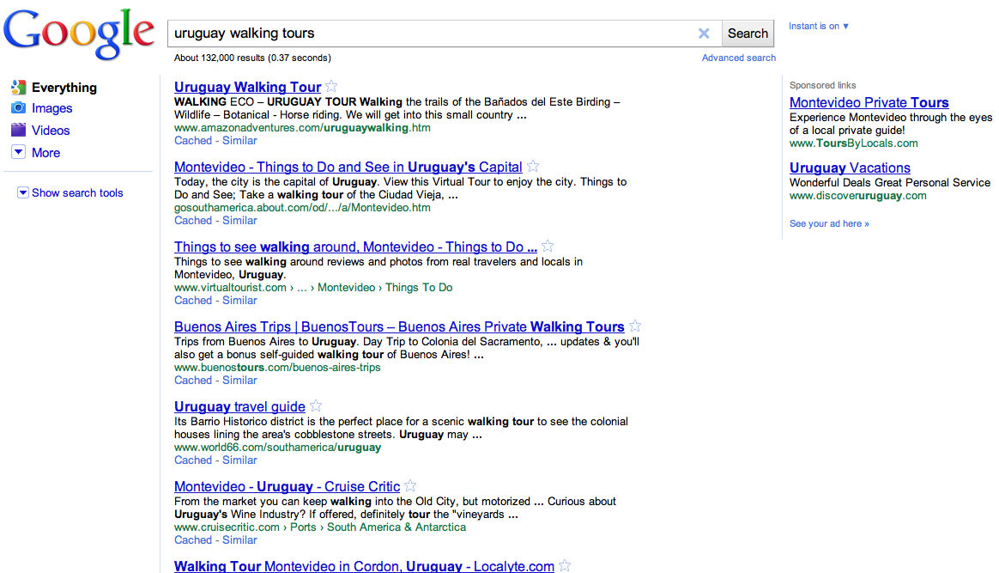 Google
uruguay walking tours
Search
Instant is on ▼
About 132,000 results (0.37 seconds)
Advanced search
Everything
Images
Videos
More
Show search tools
Uruguay Walking Tour
WALKING ECO – URUGUAY TOUR Walking the trails of the Bañados del Este Birding –
Wildlife – Botanical - Horse riding. We will get into this small country ...
www.amazonadventures.com/uruguaywalking.htm
Cached - Similar
Montevideo - Things to Do and See in Uruguay's Capital
Today, the city is the capital of Uruguay. View this Virtual Tour to enjoy the city. Things to
Do and See; Take a walking tour of the Ciudad Vieja, ...
gosouthamerica.about.com/od/.../a/Montevideo.htm
Cached - Similar
Things to see walking around, Montevideo - Things to Do ...
Things to see walking around reviews and photos from real travelers and locals in
Montevideo, Uruguay.
www.virtualtourist.com › ... › Montevideo › Things To Do
Cached - Similar
Buenos Aires Trips | BuenosTours – Buenos Aires Private Walking Tours
Trips from Buenos Aires to Uruguay. Day Trip to Colonia del Sacramento, ... updates & you'll
also get a bonus self-guided walking tour of Buenos Aires! ...
www.buenostours.com/buenos-aires-trips
Cached - Similar
Uruguay travel guide
Its Barrio Historico district is the perfect place for a scenic walking tour to see the colonial
houses lining the area's cobblestone streets. Uruguay may ...
www.world66.com/southamerica/uruguay
Cached - Similar
Montevideo - Uruguay - Cruise Critic
From the market you can keep walking into the Old City, but motorized ... Curious about
Uruguay's Wine Industry? If offered, definitely tour the "vineyards ...
www.cruisecritic.com › Ports › South America & Antarctica
Cached - Similar
Walking Tour Montevideo in Cordon, Uruguay - Localyte.com
Sponsored links
Montevideo Private Tours
Experience Montevideo through the eyes
of a local private guide!
www.ToursByLocals.com
Uruguay Vacations
Wonderful Deals Great Personal Service
www.discoveruruguay.com
See your ad here »